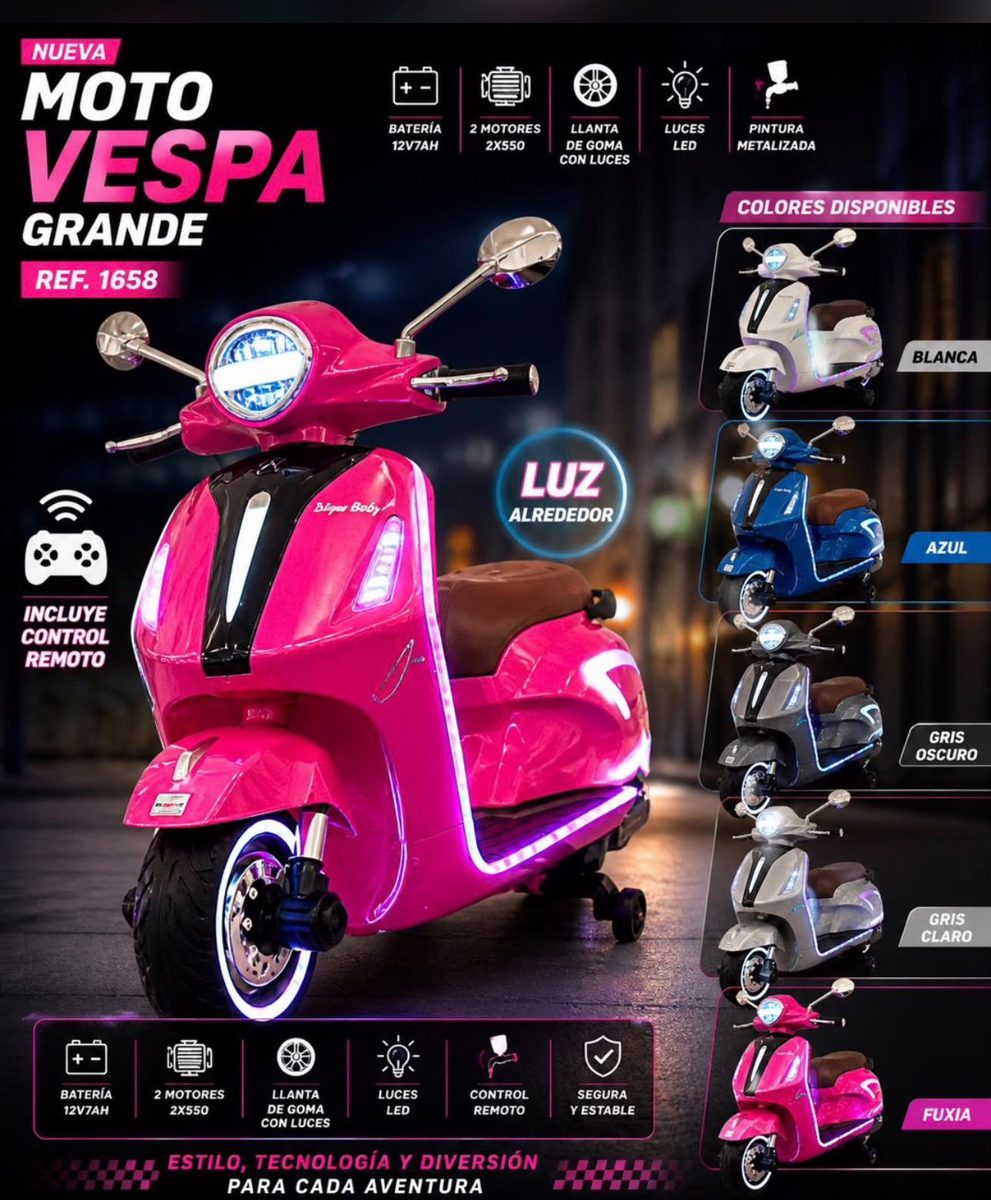 NUEVA
MOTO
VESPA
GRANDE
REF. 1658
BATERÍA
12V7AH
2 MOTORES
2X550
LLANTA
DE GOMA
CON LUCES
LUCES
LED
PINTURA
METALIZADA
COLORES DISPONIBLES
BLANCA
AZUL
GRIS
OSCURO
GRIS
CLARO
FUXIA
LUZ
ALREDEDOR
INCLUYE
CONTROL
REMOTO
BATERÍA
12V7AH
2 MOTORES
2X550
LLANTA
DE GOMA
CON LUCES
LUCES
LED
CONTROL
REMOTO
SEGURA
Y ESTABLE
ESTILO, TECNOLOGÍA Y DIVERSIÓN
PARA CADA AVENTURA